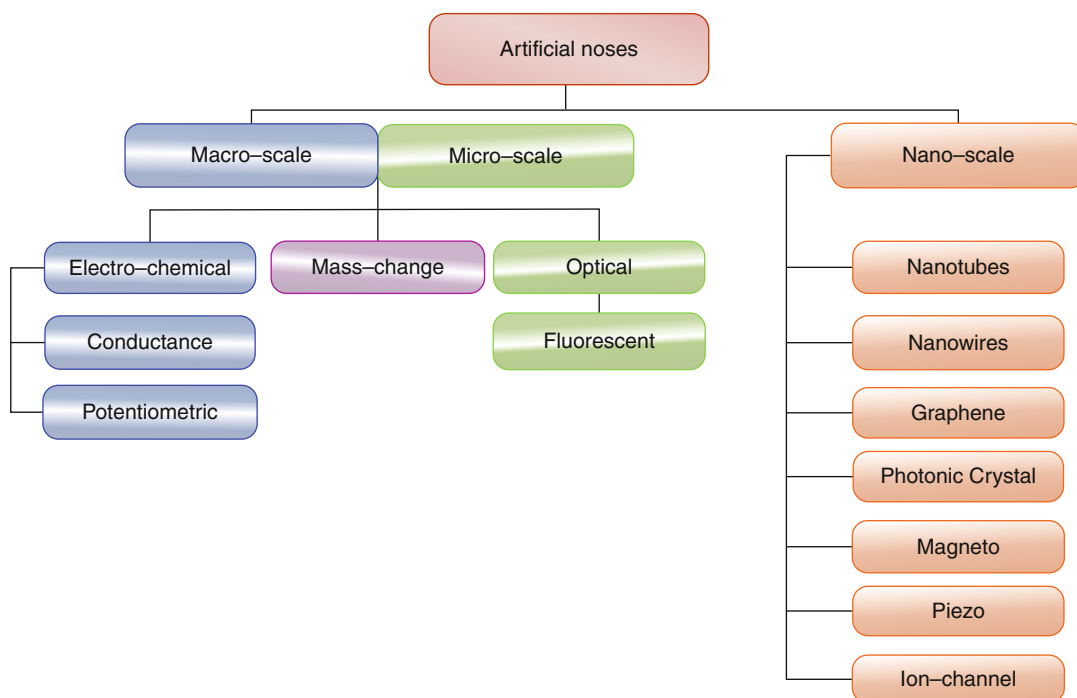 Artificial noses
Macro–scale
Micro–scale
Nano–scale
Electro–chemical
Mass–change
Optical
Nanotubes
Conductance
Fluorescent
Nanowires
Potentiometric
Graphene
Photonic Crystal
Magneto
Piezo
Ion–channel